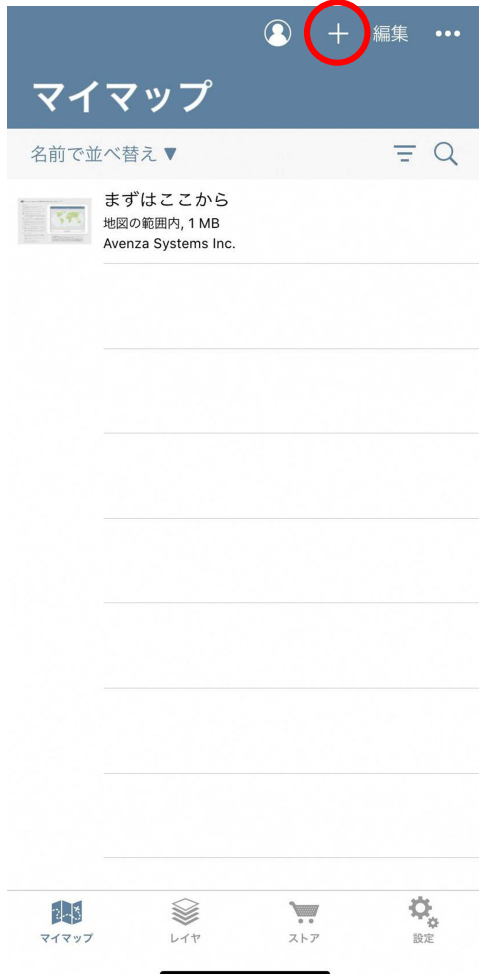 編集
マイマップ
名前で並べ替え ▼
まずはここから
地図の範囲内, 1 MB
Avenza Systems Inc.
マイマップ
レイヤ
ストア
設定